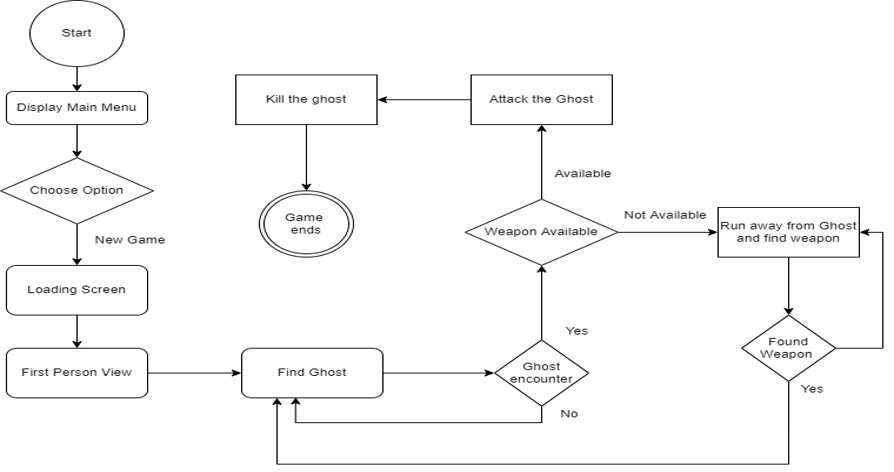 Start
Display Main Menu
Choose Option
New Game
Loading Screen
First Person View
Find Ghost
Ghost
encounter
No
Yes
Weapon Available
Available
Attack the Ghost
Kill the ghost
Game
ends
Not Available
Run away from Ghost
and find weapon
Found
Weapon
Yes